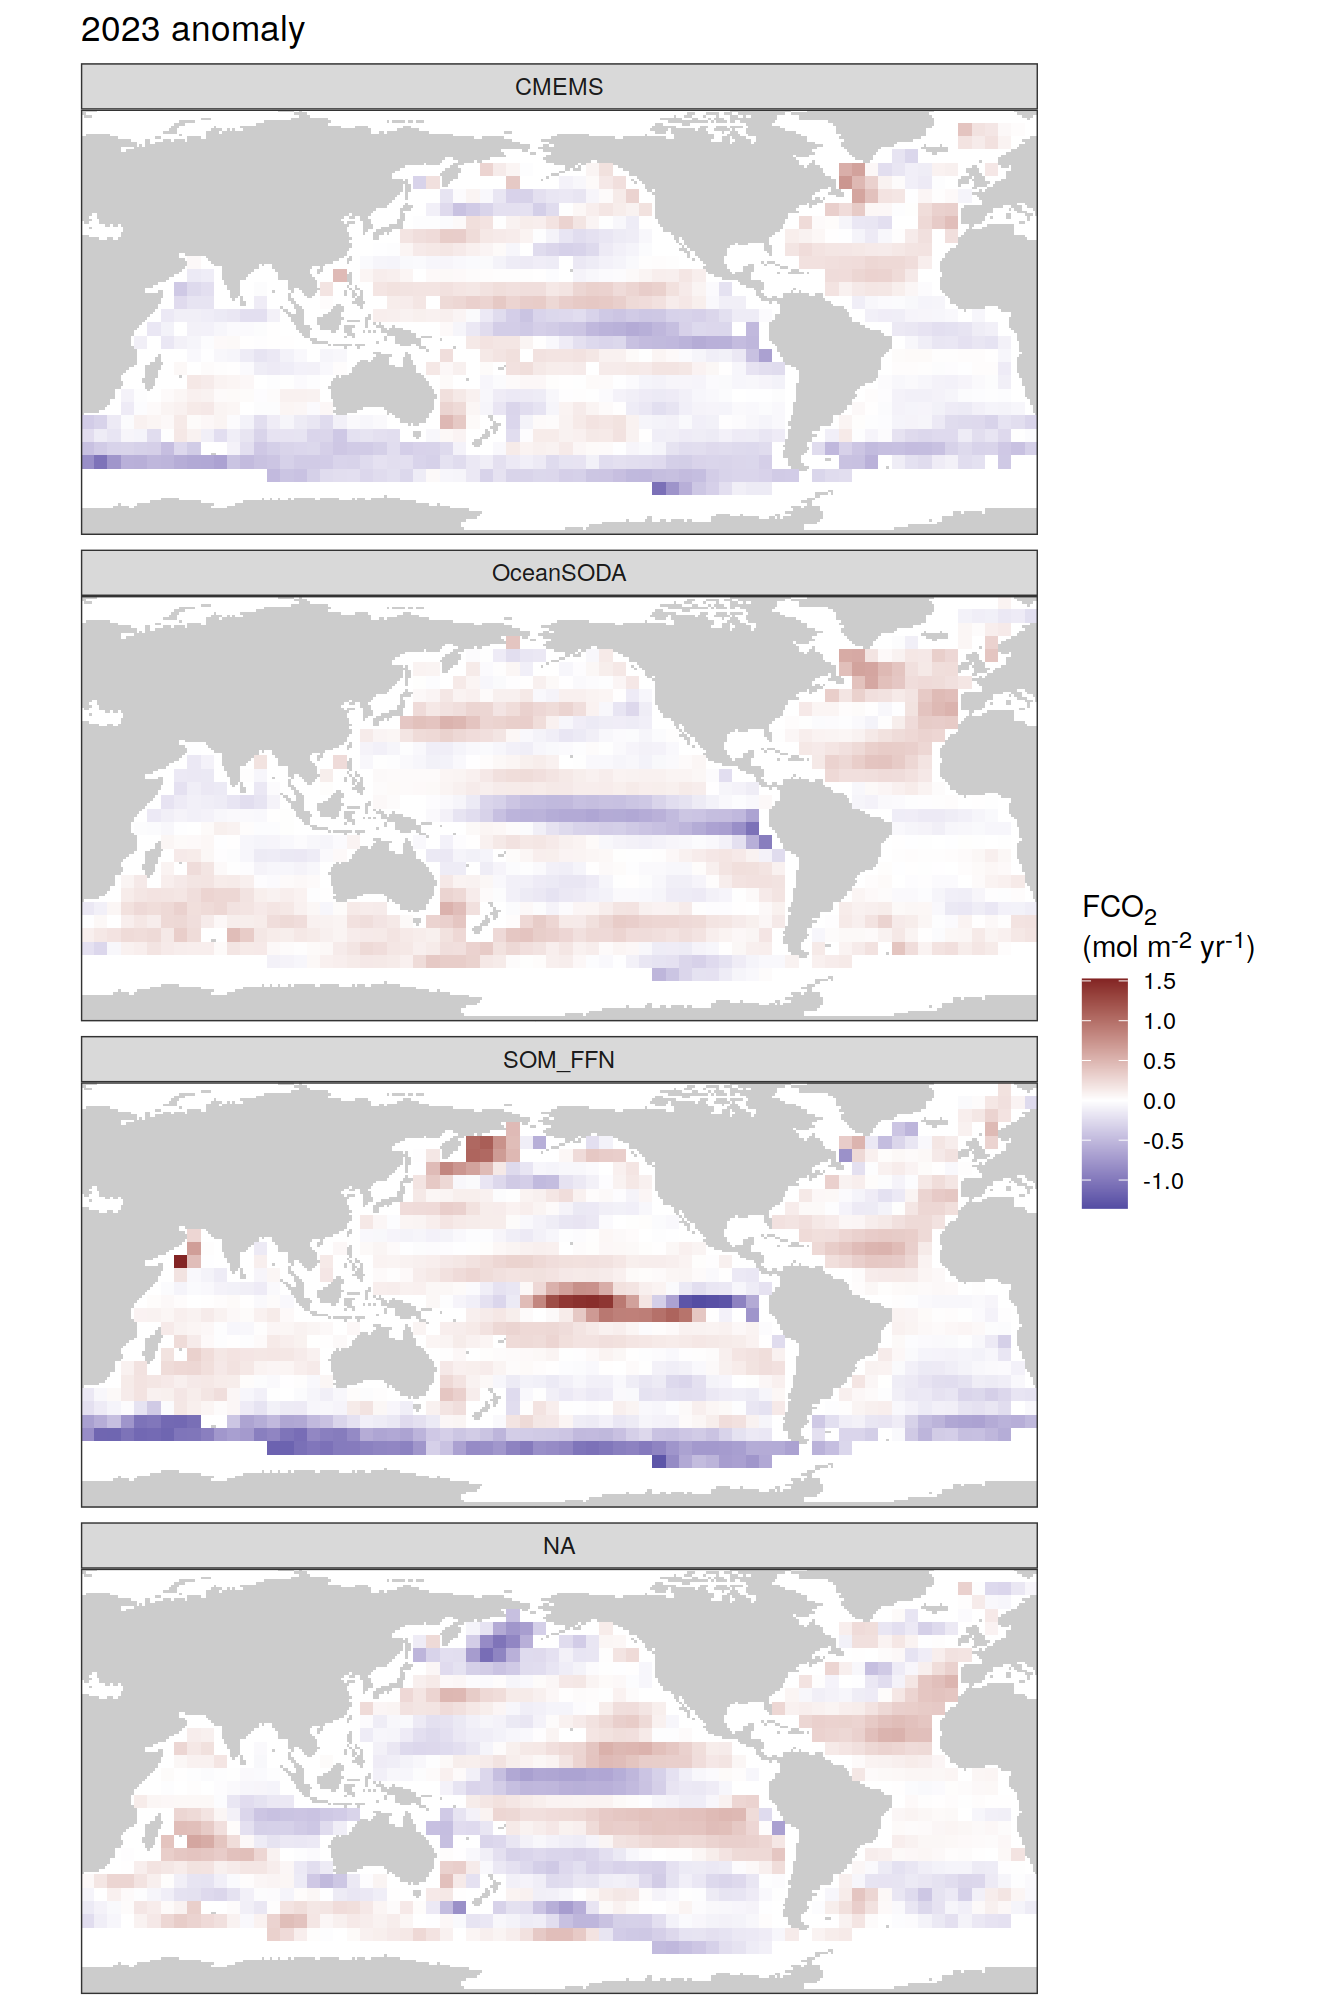 2023 anomaly
CMEMS
OceanSODA
SOM_FFN
NA
FCO₂
(mol m⁻² yr⁻¹)
1.5
1.0
0.5
0.0
-0.5
-1.0